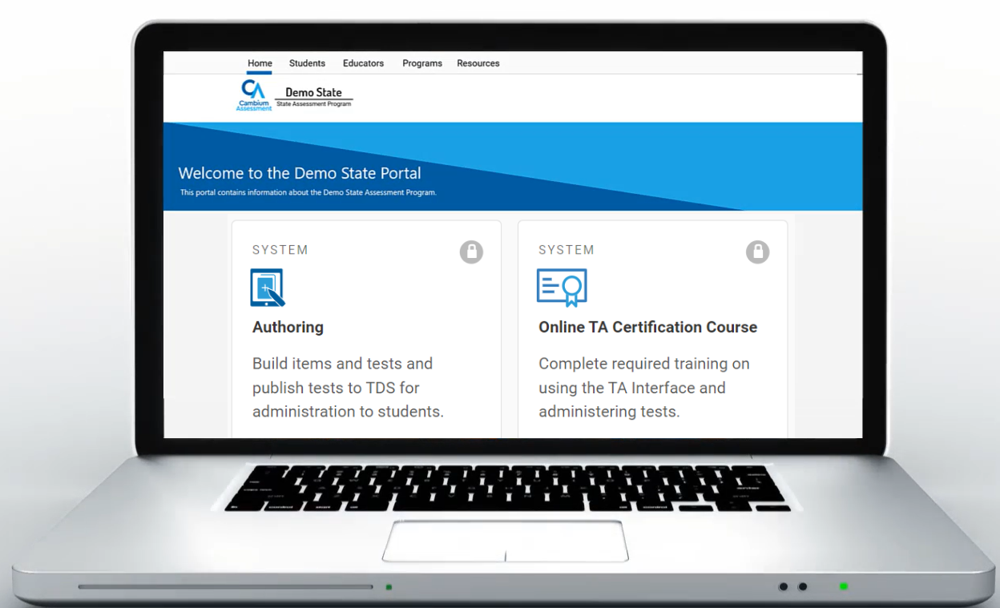 Home Students Educators Programs Resources
CA
Cambium
Assessment
Demo State
State Assessment Program
Welcome to the Demo State Portal
This portal contains information about the Demo State Assessment Program.
SYSTEM
Authoring
Build items and tests and
publish tests to TDS for
administration to students.
SYSTEM
Online TA Certification Course
Complete required training on
using the TA Interface and
administering tests.